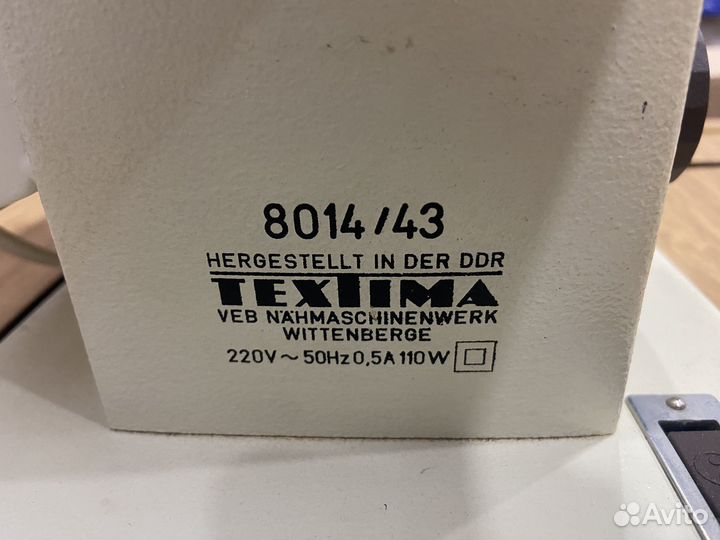 8014/43
HERGESTELLT IN DER DDR
TEXTIMA
VEB NÄHMASCHINENWERK
WITTENBERGE
220V ~ 50Hz 0,5A 110W
Avito